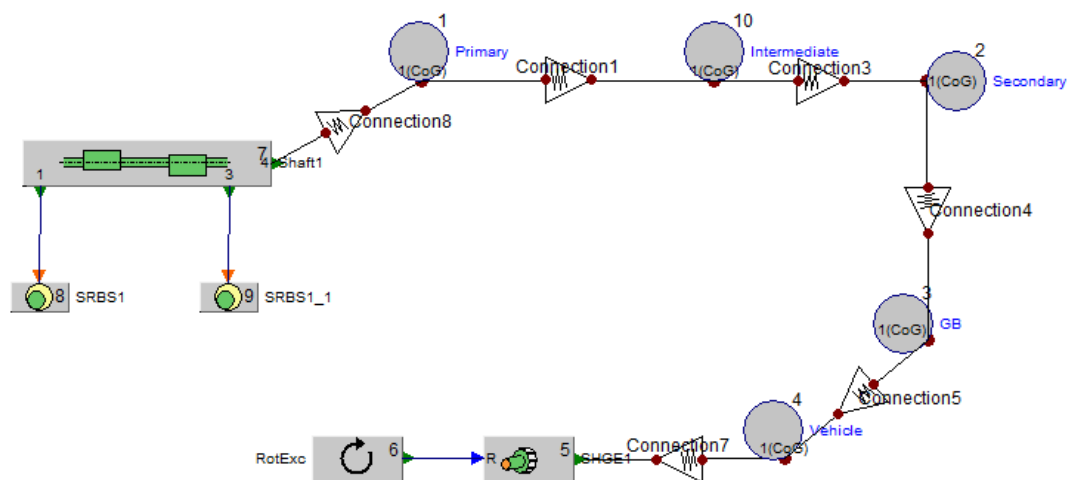 1
10
Primary
Intermediate
2
1(CoG)
1(CoG)
1(CoG)
Secondary
Connection1
Connection3
Connection8
7
4
Shaft1
1
3
Connection4
8
SRBS1
9
SRBS1_1
3
1(CoG)
GB
Connection5
4
Vehicle
1(CoG)
Connection7
RotExc
6
R
5
SHGE1